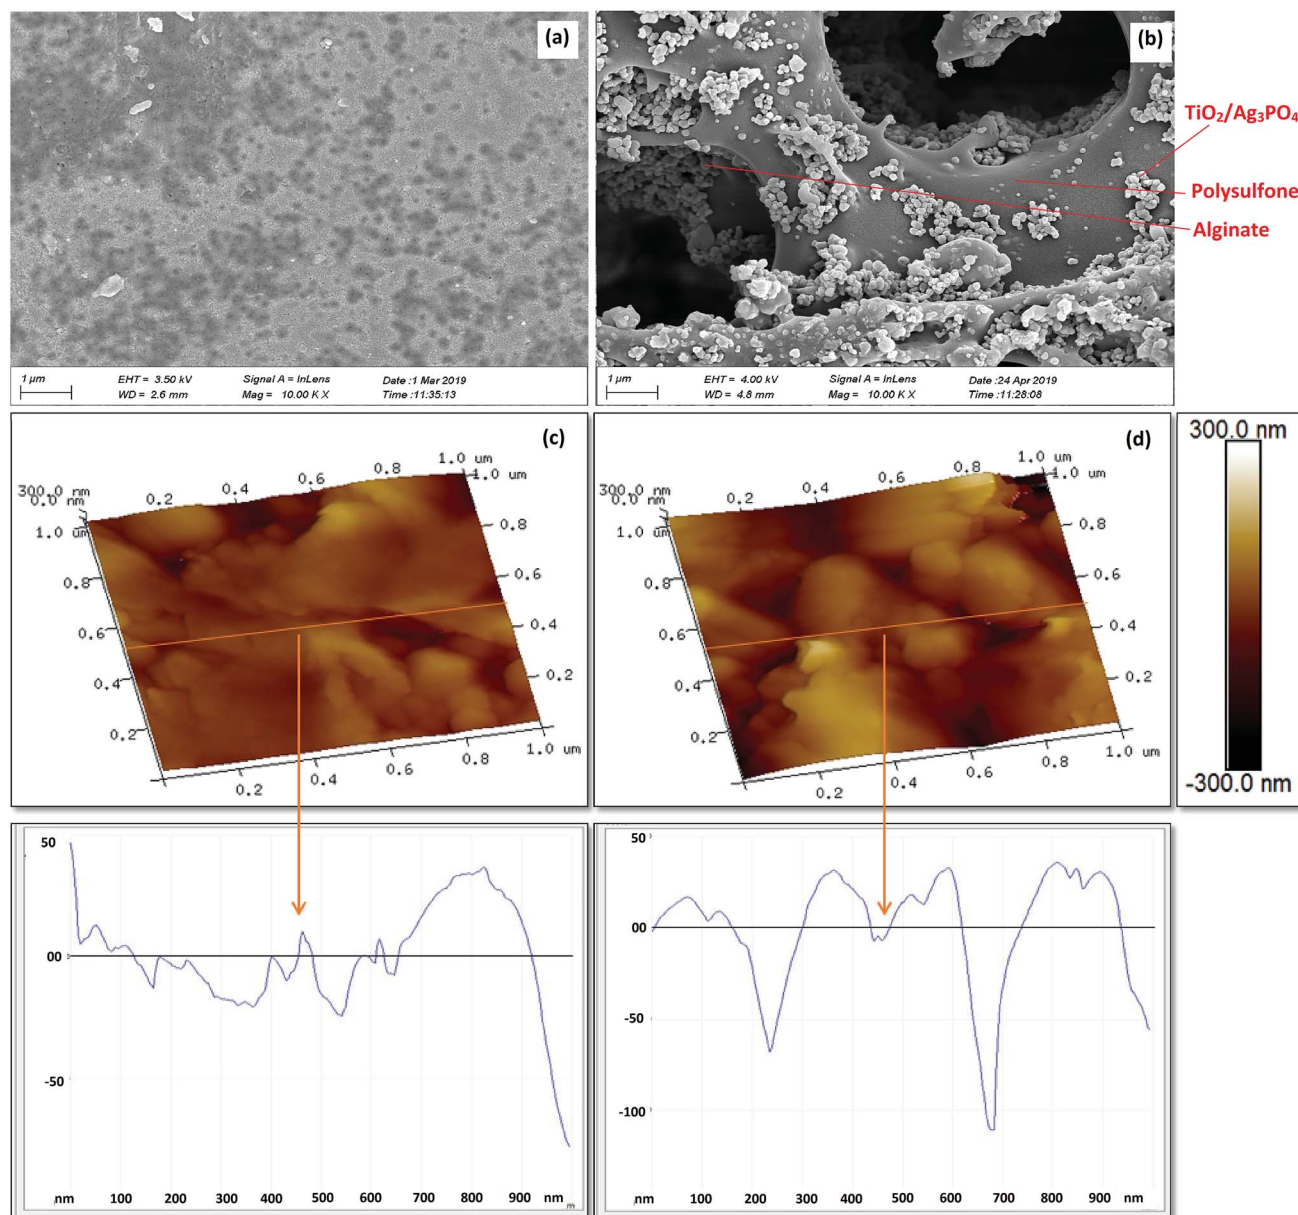 (a)
(b)
TiO₂/Ag₃PO₄
Polysulfone
Alginate
1 µm
EHT = 3.50 kV
Signal A = InLens
Date :1 Mar 2019
WD = 2.6 mm
Mag = 10.00 K X
Time :11:35:13
1 µm
EHT = 4.00 kV
Signal A = InLens
Date :24 Apr 2019
WD = 4.8 mm
Mag = 10.00 K X
Time :11:28:08
(c)
300.0 nm
0.0 nm
1.0 um
0.8
0.6
0.4
0.2
0.2
0.4
0.6
0.8
1.0 um
1.0 um
0.8
0.6
0.4
0.2
0.2
0.4
0.6
0.8
1.0 um
(d)
300.0 nm
0.0 nm
1.0 um
0.8
0.6
0.4
0.2
0.2
0.4
0.6
0.8
1.0 um
1.0 um
0.8
0.6
0.4
0.2
0.2
0.4
0.6
0.8
1.0
300.0 nm
-300.0 nm
50
00
-50
nm 100 200 300 400 500 600 700 800 900 nm
50
00
-50
-100
nm 100 200 300 400 500 600 700 800 900 nm